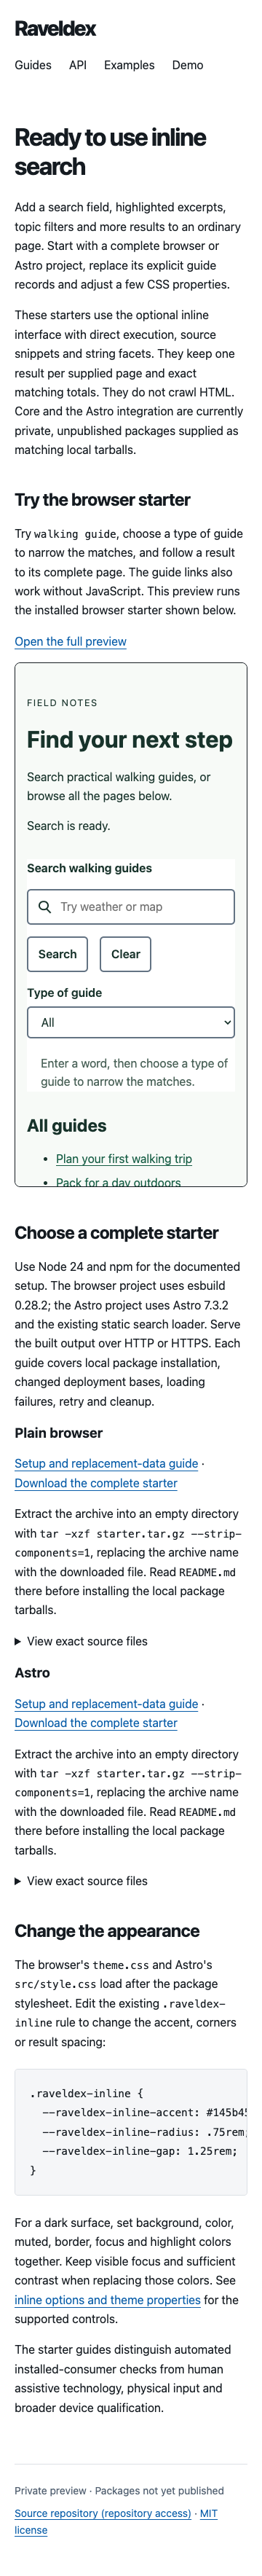 Raveldex
Guides API Examples Demo
Ready to use inline
search
Add a search field, highlighted excerpts,
topic filters and more results to an ordinary
page. Start with a complete browser or
Astro project, replace its explicit guide
records and adjust a few CSS properties.
These starters use the optional inline
interface with direct execution, source
snippets and string facets. They keep one
result per supplied page and exact
matching totals. They do not crawl HTML.
Core and the Astro integration are currently
private, unpublished packages supplied as
matching local tarballs.
Try the browser starter
Try walking guide, choose a type of guide
to narrow the matches, and follow a result
to its complete page. The guide links also
work without JavaScript. This preview runs
the installed browser starter shown below.
Open the full preview
FIELD NOTES
Find your next step
Search practical walking guides, or
browse all the pages below.
Search is ready.
Search walking guides
Try weather or map
Search Clear
Type of guide
All
Enter a word, then choose a type of
guide to narrow the matches.
All guides
• Plan your first walking trip
• Pack for a day outdoors
Choose a complete starter
Use Node 24 and npm for the documented
setup. The browser project uses esbuild
0.28.2; the Astro project uses Astro 7.3.2
and the existing static search loader. Serve
the built output over HTTP or HTTPS. Each
guide covers local package installation,
changed deployment bases, loading
failures, retry and cleanup.
Plain browser
Setup and replacement-data guide ·
Download the complete starter
Extract the archive into an empty directory
with tar -xzf starter.tar.gz --strip-
components=1, replacing the archive name
with the downloaded file. Read README.md
there before installing the local package
tarballs.
▶ View exact source files
Astro
Setup and replacement-data guide ·
Download the complete starter
Extract the archive into an empty directory
with tar -xzf starter.tar.gz --strip-
components=1, replacing the archive name
with the downloaded file. Read README.md
there before installing the local package
tarballs.
▶ View exact source files
Change the appearance
The browser's theme.css and Astro's
src/style.css load after the package
stylesheet. Edit the existing .raveldex-
inline rule to change the accent, corners
or result spacing:
.raveldex-inline {
--raveldex-inline-accent: #145b45
--raveldex-inline-radius: .75rem;
--raveldex-inline-gap: 1.25rem;
}
For a dark surface, set background, color,
muted, border, focus and highlight colors
together. Keep visible focus and sufficient
contrast when replacing those colors. See
inline options and theme properties for the
supported controls.
The starter guides distinguish automated
installed-consumer checks from human
assistive technology, physical input and
broader device qualification.
Private preview · Packages not yet published
Source repository (repository access) · MIT
license